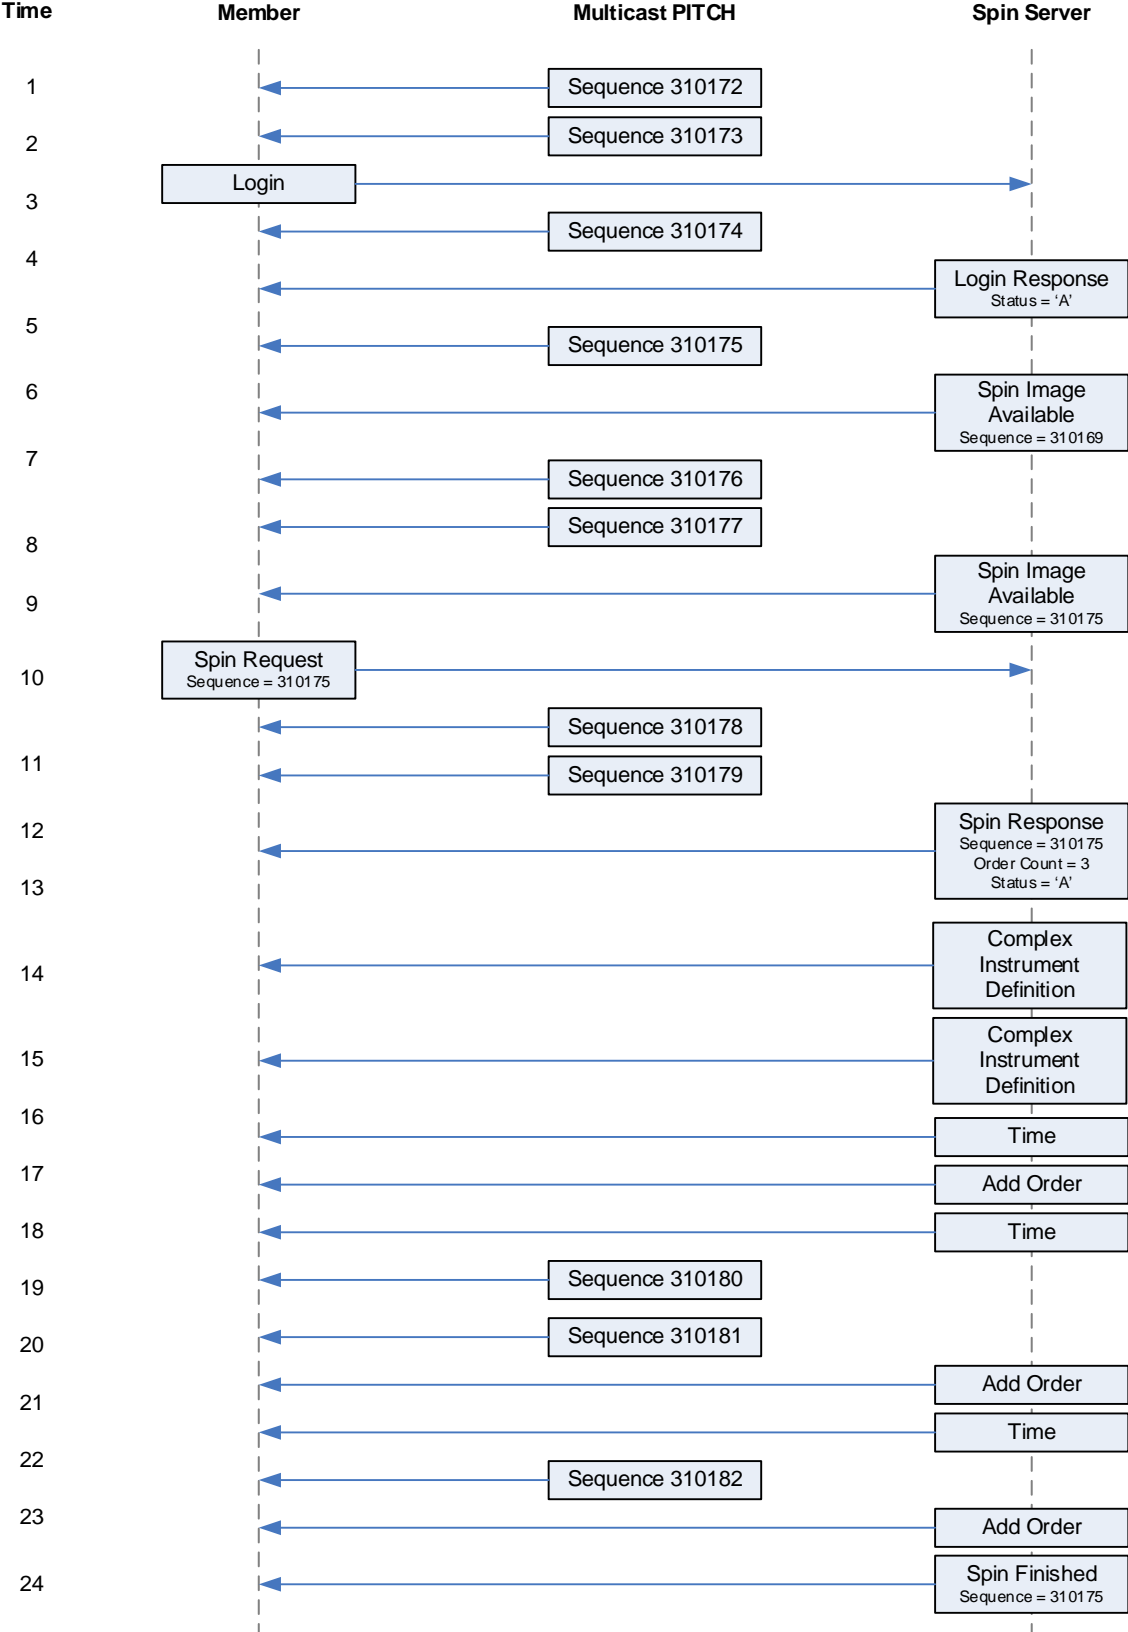 Time Member Multicast PITCH Spin Server
1 Sequence 310172
2 Sequence 310173
Login
3
Sequence 310174
4
Login Response
Status = ‘A’
5
Sequence 310175
6
Spin Image
Available
Sequence = 310169
7
Sequence 310176
Sequence 310177
8
Spin Image
Available
Sequence = 310175
9
Spin Request
Sequence = 310175
10
Sequence 310178
11
Sequence 310179
12
Spin Response
Sequence = 310175
Order Count = 3
Status = ‘A’
13
Complex
Instrument
Definition
14
Complex
Instrument
Definition
15
16
Time
17
Add Order
18 Time
19 Sequence 310180
20 Sequence 310181
Add Order
21
Time
22
Sequence 310182
23
Add Order
24
Spin Finished
Sequence = 310175